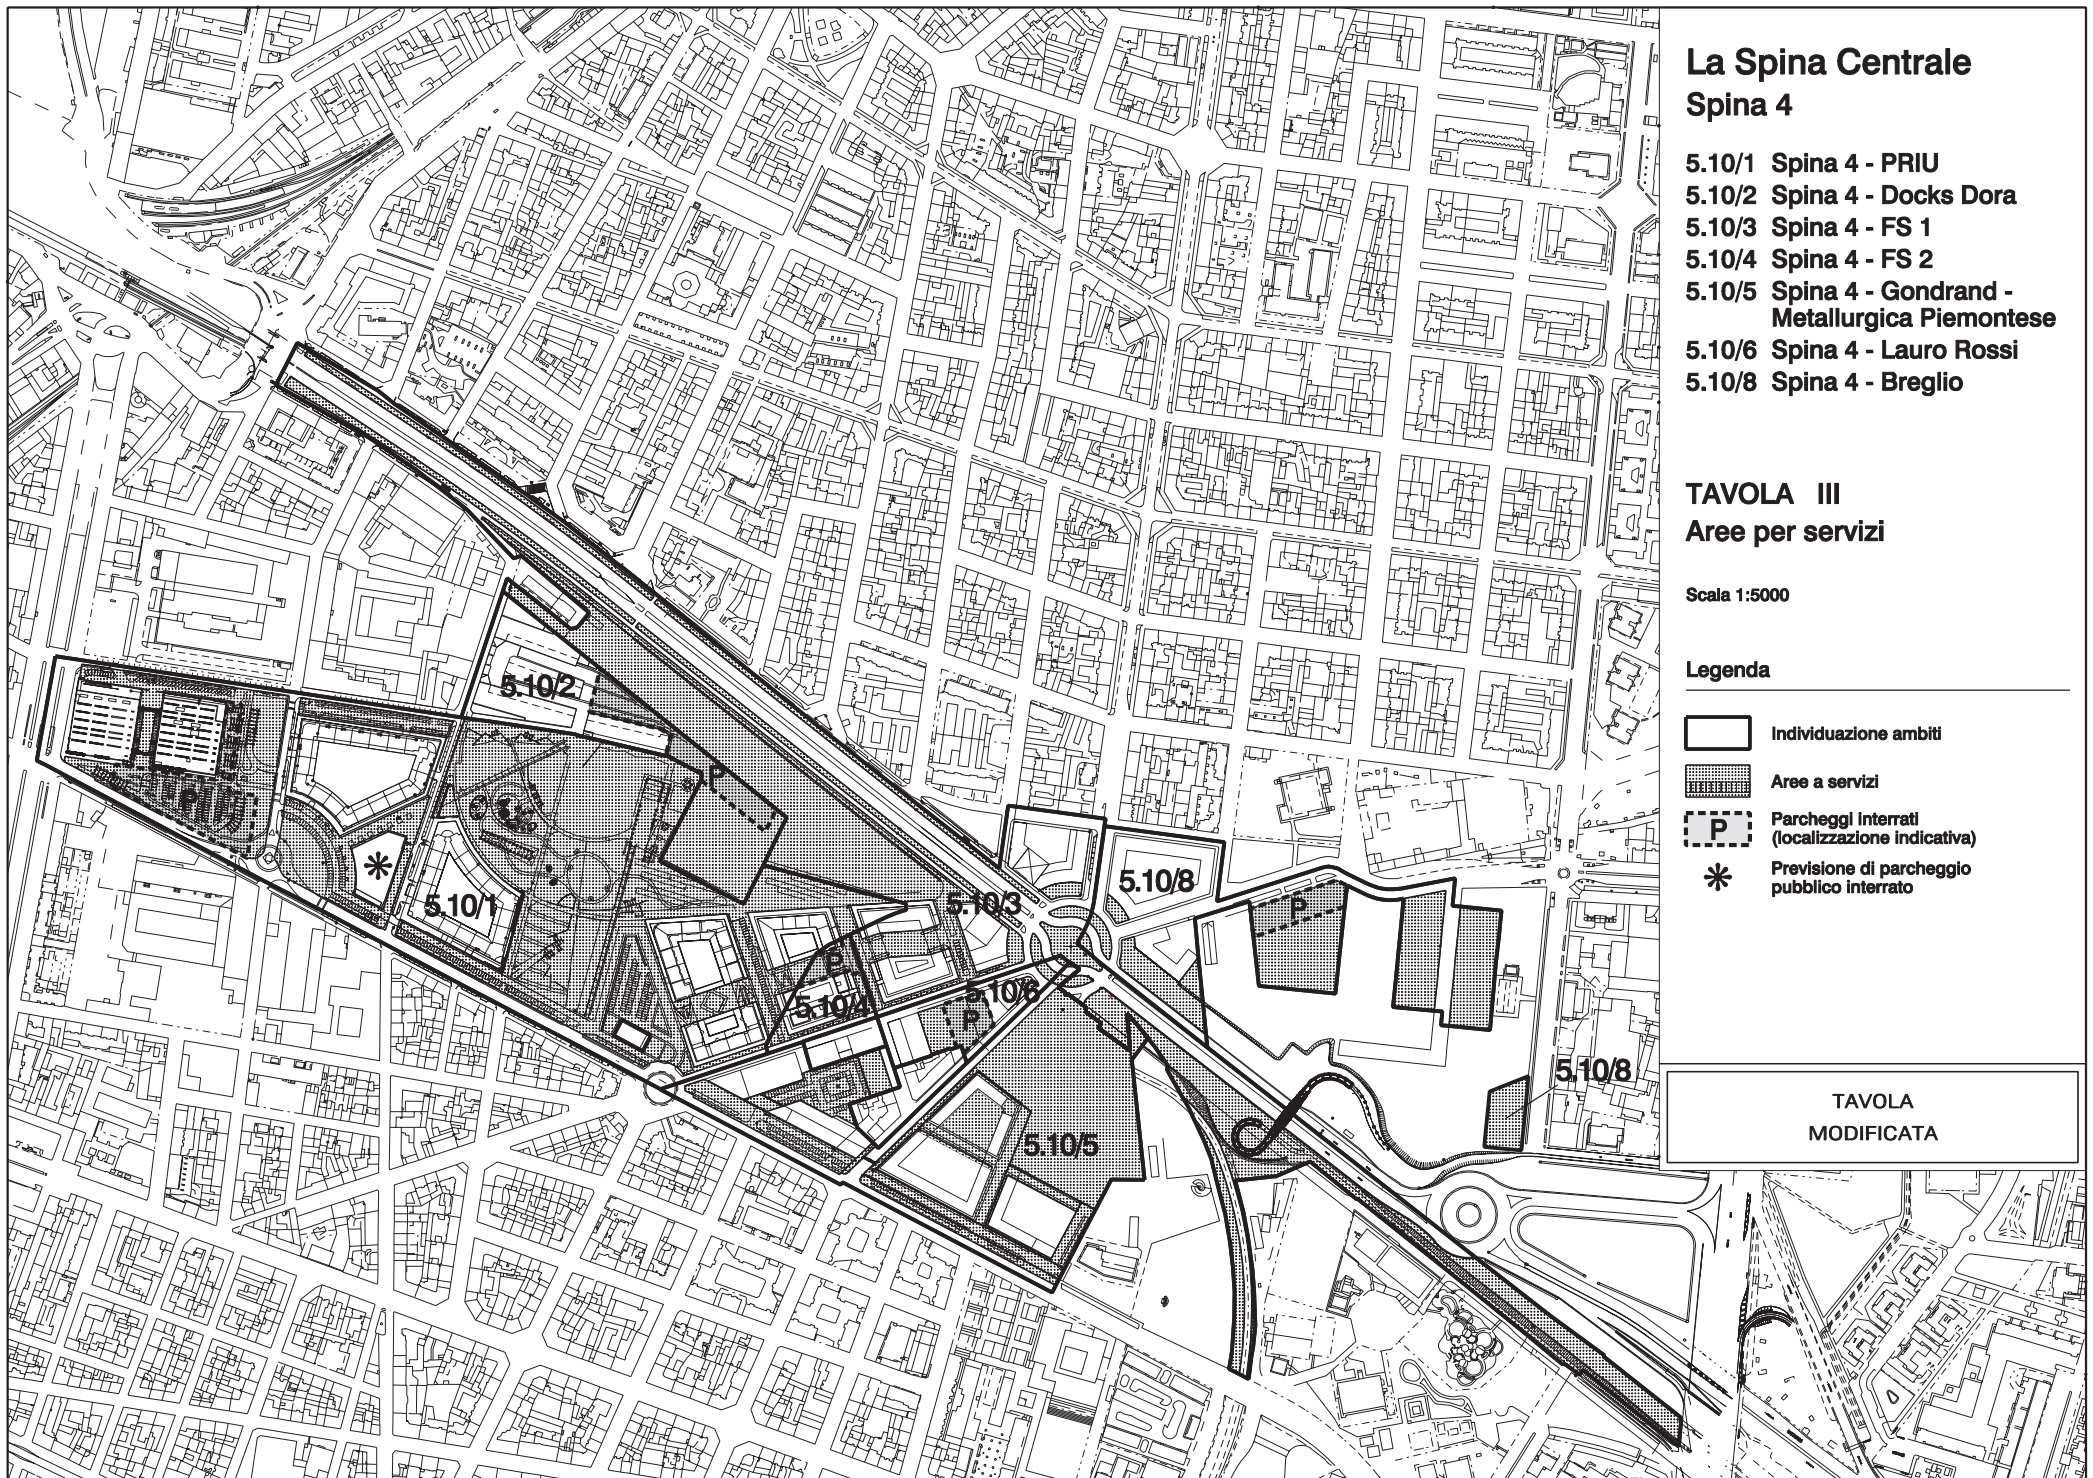 La Spina Centrale
Spina 4
5.10/1 Spina 4 - PRIU
5.10/2 Spina 4 - Docks Dora
5.10/3 Spina 4 - FS 1
5.10/4 Spina 4 - FS 2
5.10/5 Spina 4 - Gondrand -
Metallurgica Piemontese
5.10/6 Spina 4 - Lauro Rossi
5.10/8 Spina 4 - Breglio
TAVOLA III
Aree per servizi
Scala 1:5000
Legenda
Individuazione ambiti
Aree a servizi
P
Parcheggi interrati
(localizzazione indicativa)
Previsione di parcheggio
pubblico interrato
TAVOLA
MODIFICATA
5.10/2
P
P
5.10/1
5.10/3
5.10/8
P
P
5.10/4
5.10/6
P
5.10/8
5.10/5